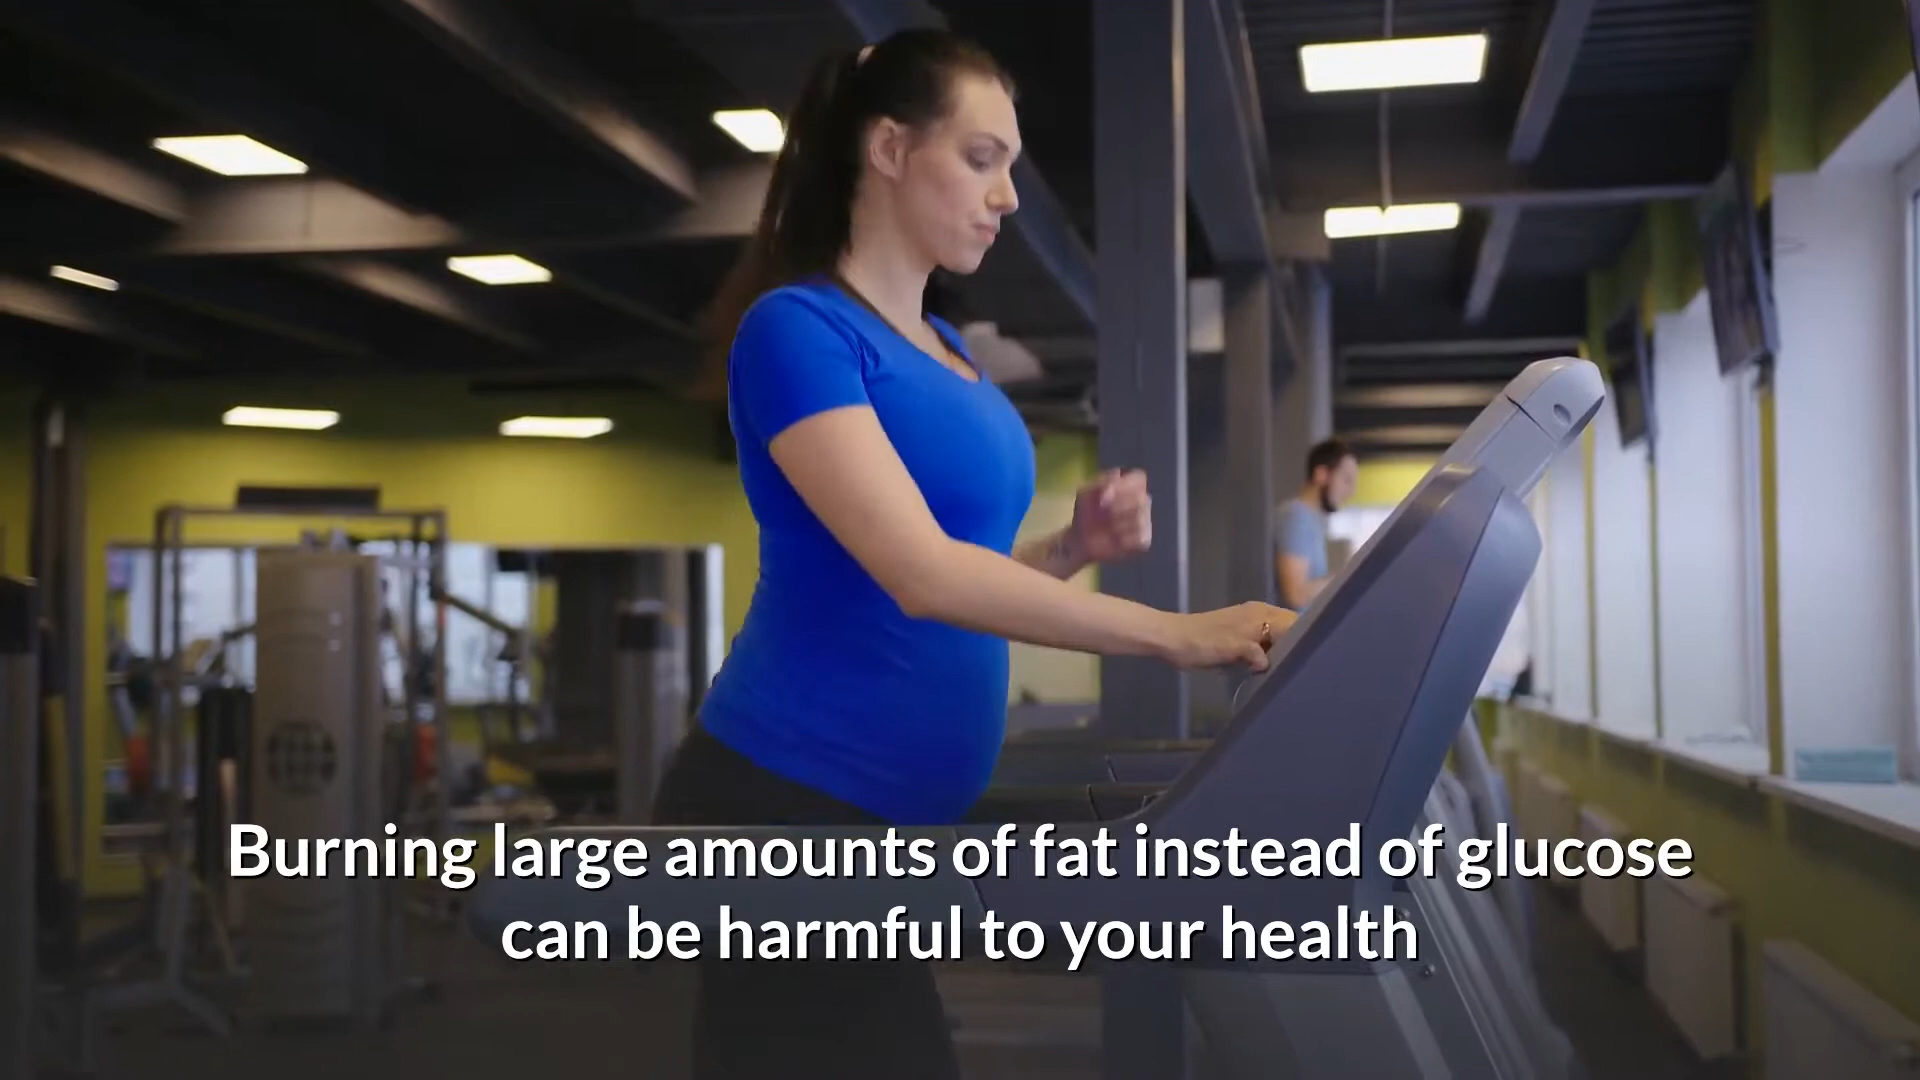 Burning large amounts of fat instead of glucose
can be harmful to your health